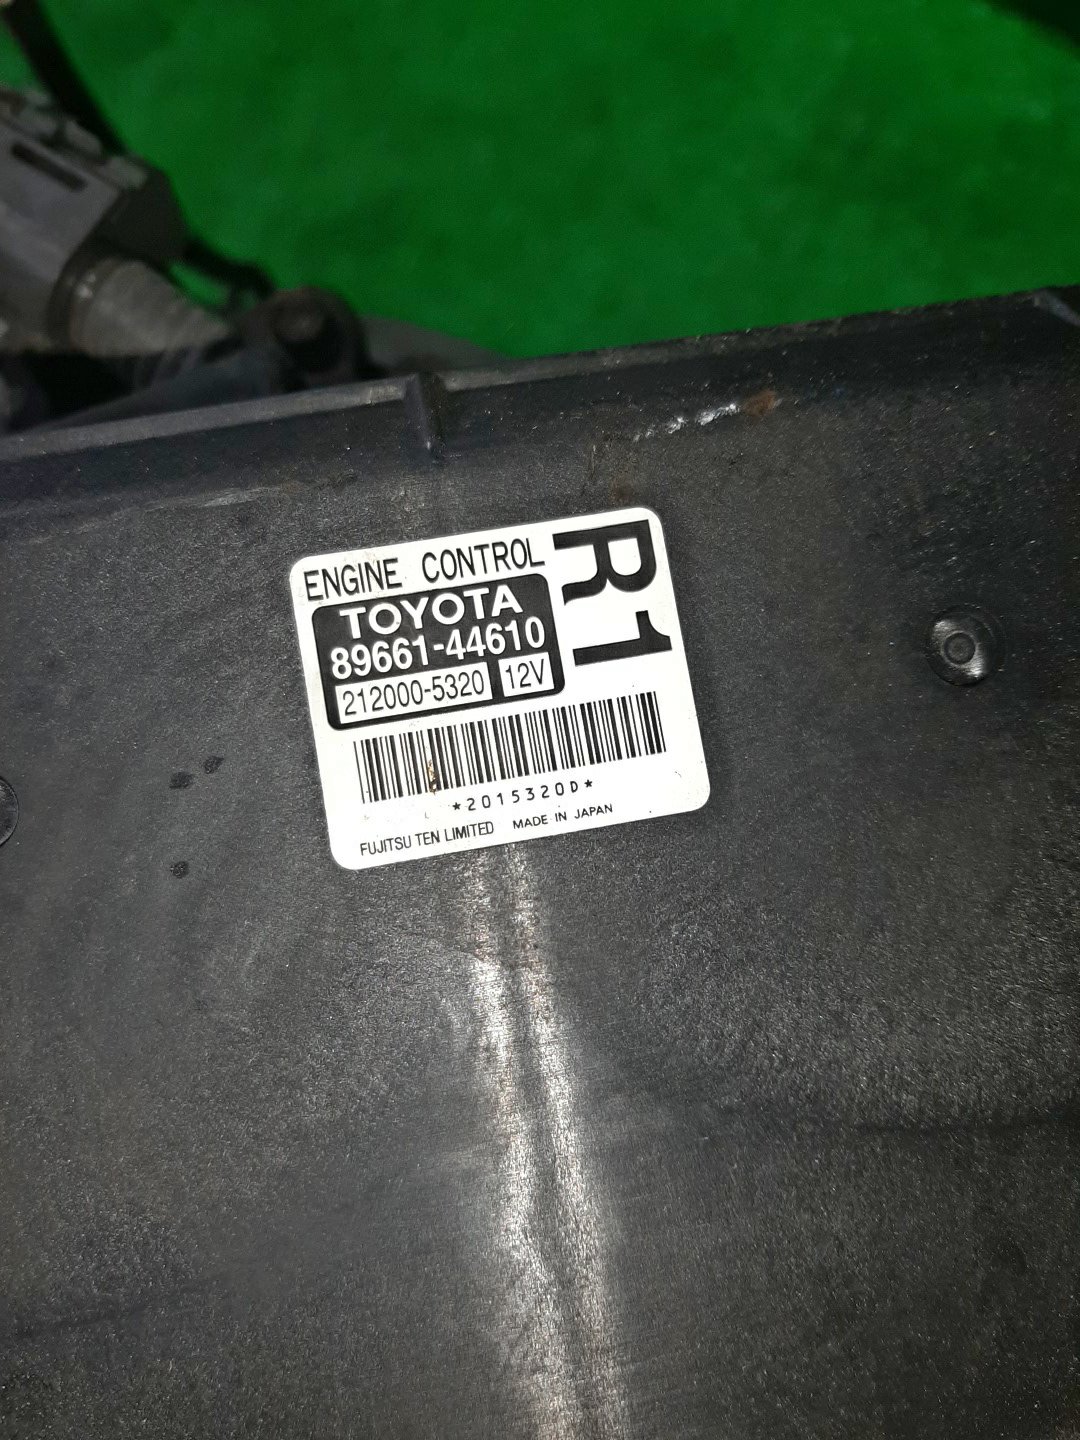 ENGINE CONTROL
R1
TOYOTA
89661-44610
212000-5320 12V
*2015320D*
FUJITSU TEN LIMITED MADE IN JAPAN